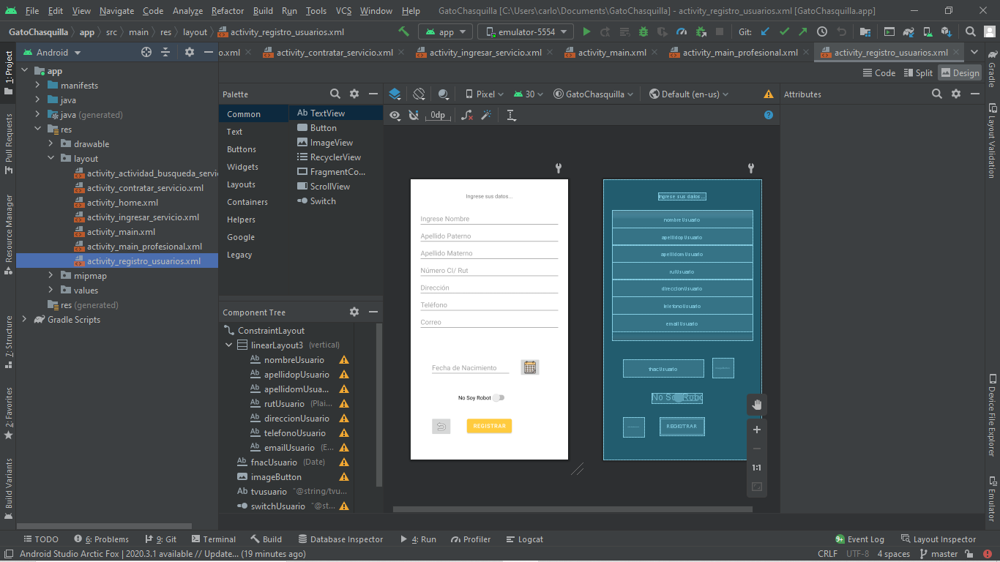 File Edit View Navigate Code Analyze Refactor Build Run Tools VCS Window Help GatoChasquilla [C:\Users\carlo\Documents\GatoChasquilla] - activity_registro_usuarios.xml [GatoChasquilla.app]
GatoChasquilla app src main res layout activity_registro_usuarios.xml app emulator-5554 Git:
Android o.xml activity_contratar_servicio.xml activity_ingresar_servicio.xml activity_main.xml activity_main_profesional.xml activity_registro_usuarios.xml
Code Split Design
1: Project
Pull Requests
Resource Manager
7: Structure
2: Favorites
Build Variants
app
manifests
java
java (generated)
res
drawable
layout
activity_actividad_busqueda_servi
activity_contratar_servicio.xml
activity_home.xml
activity_ingresar_servicio.xml
activity_main.xml
activity_main_profesional.xml
activity_registro_usuarios.xml
mipmap
values
res (generated)
Gradle Scripts
Palette
Common
Text
Buttons
Widgets
Layouts
Containers
Helpers
Google
Legacy
Ab TextView
Button
ImageView
RecyclerView
FragmentCo...
ScrollView
Switch
Component Tree
ConstraintLayout
linearLayout3 (vertical)
Ab nombreUsuario
Ab apellidopUsuario
Ab apellidomUsua...
Ab rutUsuario (Plai...
Ab direccionUsuario
Ab telefonoUsuario
Ab emailUsuario (E...
Ab fnacUsuario (Date)
imageButton
Ab tvusuario "@string/tvu...
switchUsuario "@st...
Pixel 30 GatoChasquilla Default (en-us)
0dp
Ingrese sus datos...
Ingrese Nombre
Apellido Paterno
Apellido Materno
Número CI/ Rut
Dirección
Teléfono
Correo
Fecha de Nacimiento
No Soy Robot
REGISTRAR
Ingrese sus datos...
nombreUsuario
apellidopUsuario
apellidomUsuario
rutUsuario
direccionUsuario
telefonoUsuario
emailUsuario
fnacUsuario
No Soy Robo
REGISTRAR
1:1
Attributes
Gradle
Layout Validation
Device File Explorer
Emulator
TODO 6: Problems 9: Git Terminal Build Database Inspector 4: Run Profiler Logcat 9+ Event Log Layout Inspector
Android Studio Arctic Fox | 2020.3.1 available // Update... (19 minutes ago) CRLF UTF-8 4 spaces master